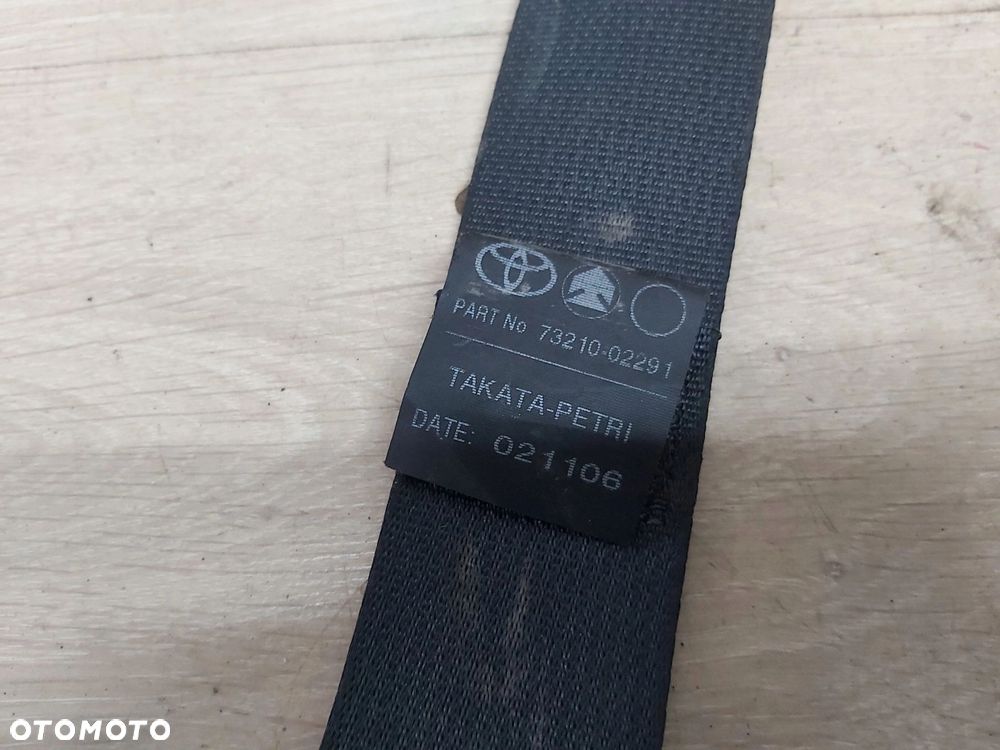 PART No 73210-02291
TAKATA-PETRI
DATE: 021106
OTOMOTO